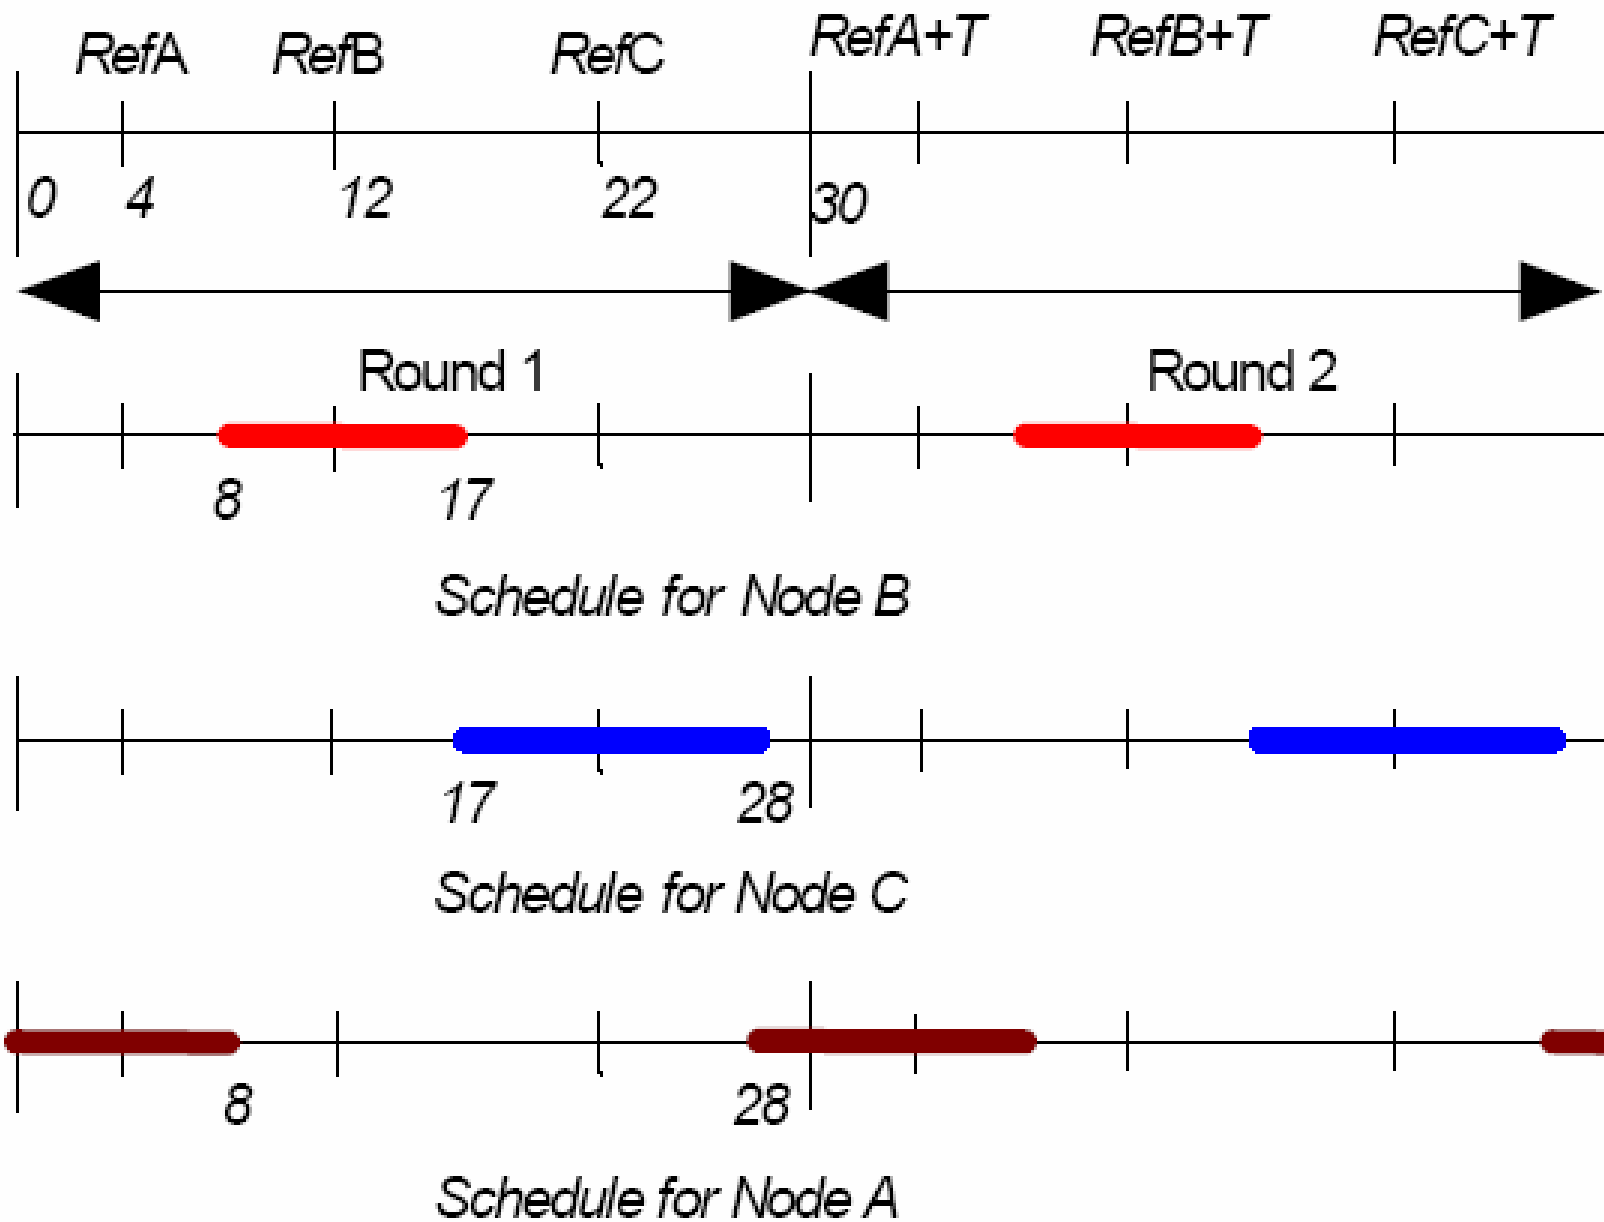 RefA RefB RefC RefA+T RefB+T RefC+T
0 4 12 22 30
Round 1 Round 2
8 17
Schedule for Node B
17 28
Schedule for Node C
8 28
Schedule for Node A